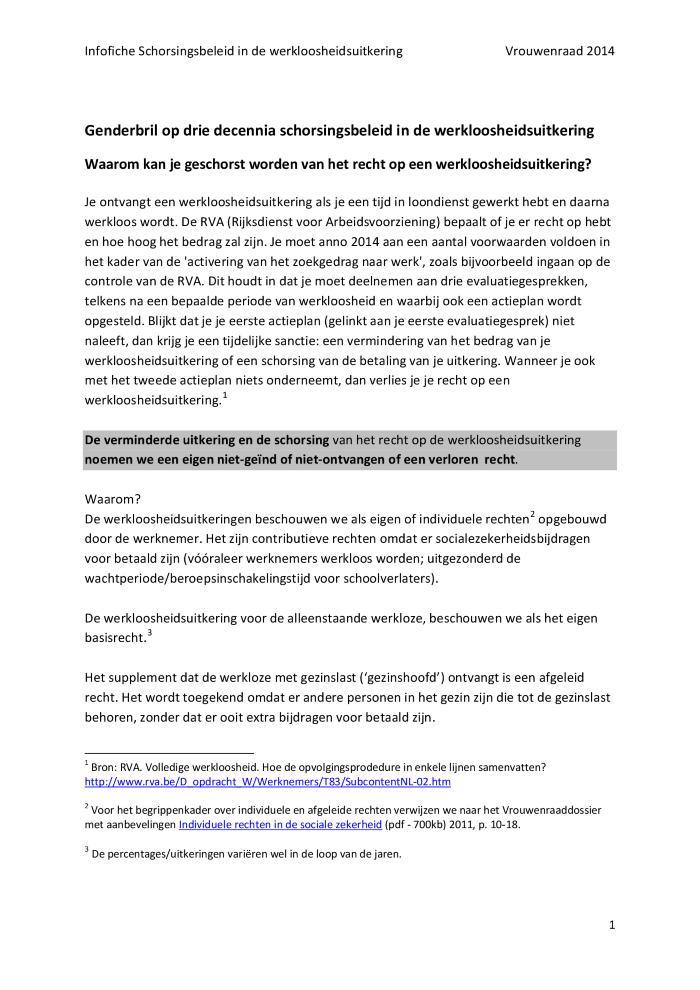 Infofiche Schorsingsbeleid in de werkloosheidsuitkering Vrouwenraad 2014
Genderbril op drie decennia schorsingsbeleid in de werkloosheidsuitkering
Waarom kan je geschorst worden van het recht op een werkloosheidsuitkering?
Je ontvangt een werkloosheidsuitkering als je een tijd in loondienst gewerkt hebt en daarna
werkloos wordt. De RVA (Rijksdienst voor Arbeidsvoorziening) bepaalt of je er recht op hebt
en hoe hoog het bedrag zal zijn. Je moet anno 2014 aan een aantal voorwaarden voldoen in
het kader van de 'activering van het zoekgedrag naar werk', zoals bijvoorbeeld ingaan op de
controle van de RVA. Dit houdt in dat je moet deelnemen aan drie evaluatiegesprekken,
telkens na een bepaalde periode van werkloosheid en waarbij ook een actieplan wordt
opgesteld. Blijkt dat je je eerste actieplan (gelinkt aan je eerste evaluatiegesprek) niet
naleeft, dan krijg je een tijdelijke sanctie: een vermindering van het bedrag van je
werkloosheidsuitkering of een schorsing van de betaling van je uitkering. Wanneer je ook
met het tweede actieplan niets onderneemt, dan verlies je je recht op een
werkloosheidsuitkering.1
De verminderde uitkering en de schorsing van het recht op de werkloosheidsuitkering
noemen we een eigen niet-geïnd of niet-ontvangen of een verloren recht.
Waarom?
De werkloosheidsuitkeringen beschouwen we als eigen of individuele rechten2 opgebouwd
door de werknemer. Het zijn contributieve rechten omdat er socialezekerheidsbijdragen
voor betaald zijn (vóóraleer werknemers werkloos worden; uitgezonderd de
wachtperiode/beroepsinschakelingstijd voor schoolverlaters).
De werkloosheidsuitkering voor de alleenstaande werkloze, beschouwen we als het eigen
basisrecht.3
Het supplement dat de werkloze met gezinslast (‘gezinshoofd’) ontvangt is een afgeleid
recht. Het wordt toegekend omdat er andere personen in het gezin zijn die tot de gezinslast
behoren, zonder dat er ooit extra bijdragen voor betaald zijn.
1 Bron: RVA. Volledige werkloosheid. Hoe de opvolgingsprodedure in enkele lijnen samenvatten?
http://www.rva.be/D_opdracht_W/Werknemers/T83/SubcontentNL-02.htm
2 Voor het begrippenkader over individuele en afgeleide rechten verwijzen we naar het Vrouwenraaddossier
met aanbevelingen Individuele rechten in de sociale zekerheid (pdf - 700kb) 2011, p. 10-18.
3 De percentages/uitkeringen variëren wel in de loop van de jaren.
1